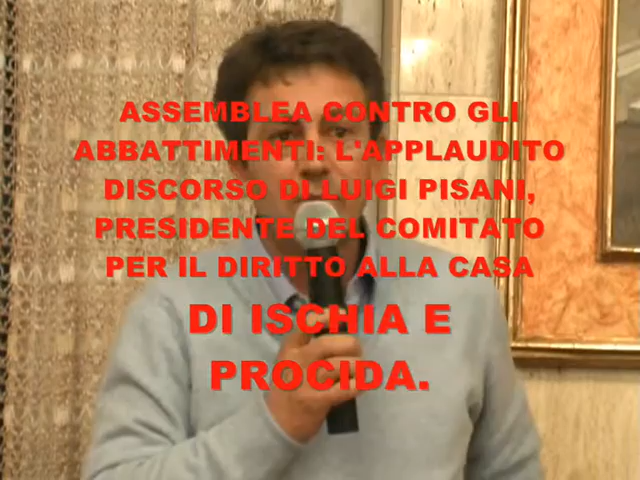 ASSEMBLEA CONTRO GLI
ABBATTIMENTI: L'APPLAUDITO
DISCORSO DI LUIGI PISANI,
PRESIDENTE DEL COMITATO
PER IL DIRITTO ALLA CASA
DI ISCHIA E
PROCIDA.